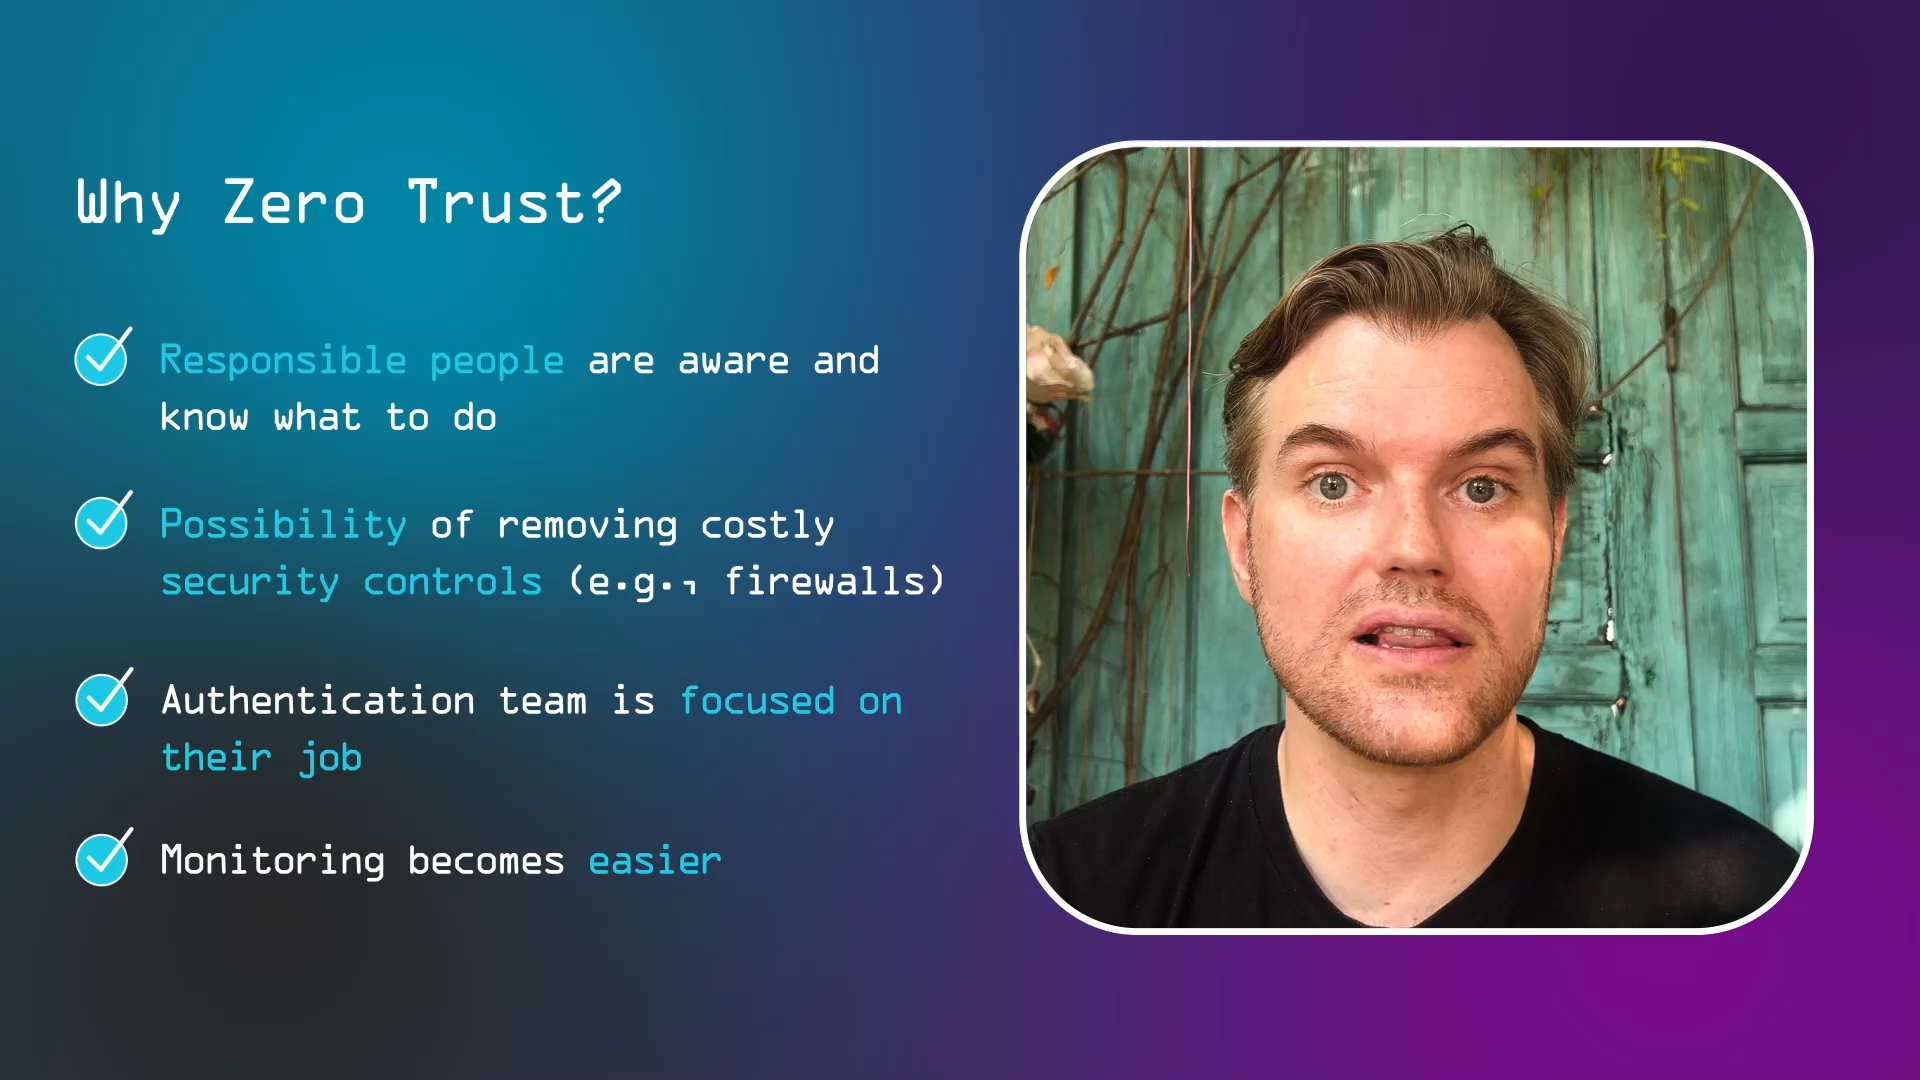 Why Zero Trust?
Responsible people are aware and
know what to do
Possibility of removing costly
security controls (e.g., firewalls)
Authentication team is focused on
their job
Monitoring becomes easier